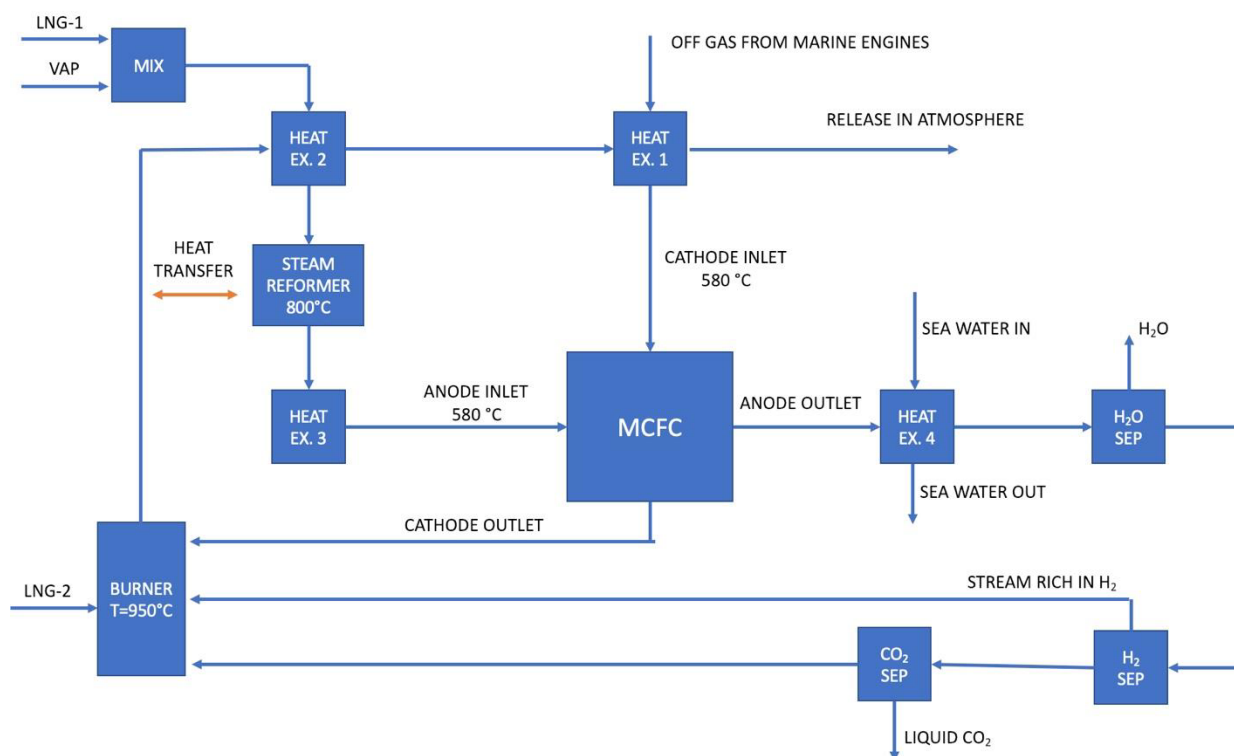 LNG-1
VAP
MIX
OFF GAS FROM MARINE ENGINES
HEAT
EX. 2
HEAT
EX. 1
RELEASE IN ATMOSPHERE
HEAT
TRANSFER
STEAM
REFORMER
800°C
CATHODE INLET
580 °C
SEA WATER IN
H₂O
HEAT
EX. 3
ANODE INLET
580 °C
MCFC
ANODE OUTLET
HEAT
EX. 4
H₂O
SEP
SEA WATER OUT
CATHODE OUTLET
LNG-2
BURNER
T=950°C
STREAM RICH IN H₂
CO₂
SEP
H₂
SEP
LIQUID CO₂